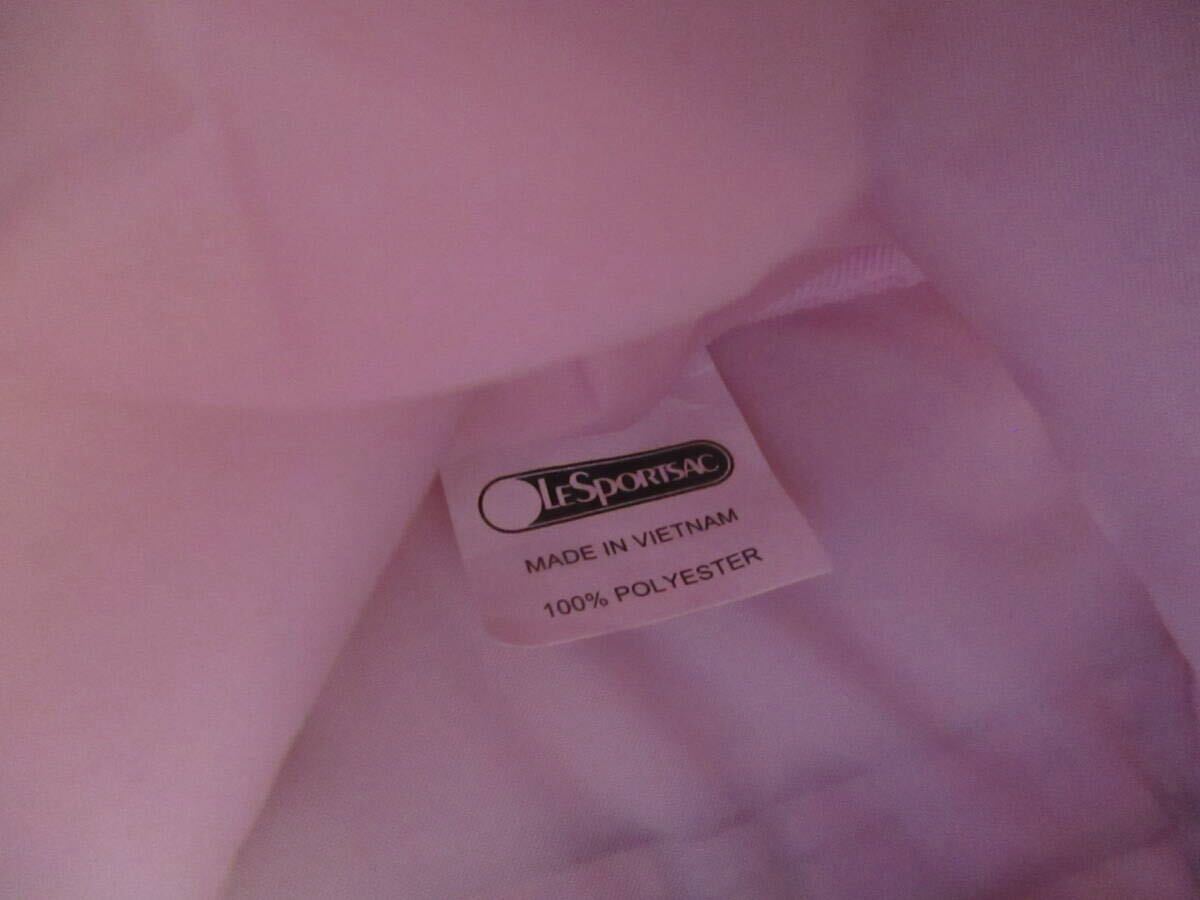 LESPORTSAC
MADE IN VIETNAM
100% POLYESTER